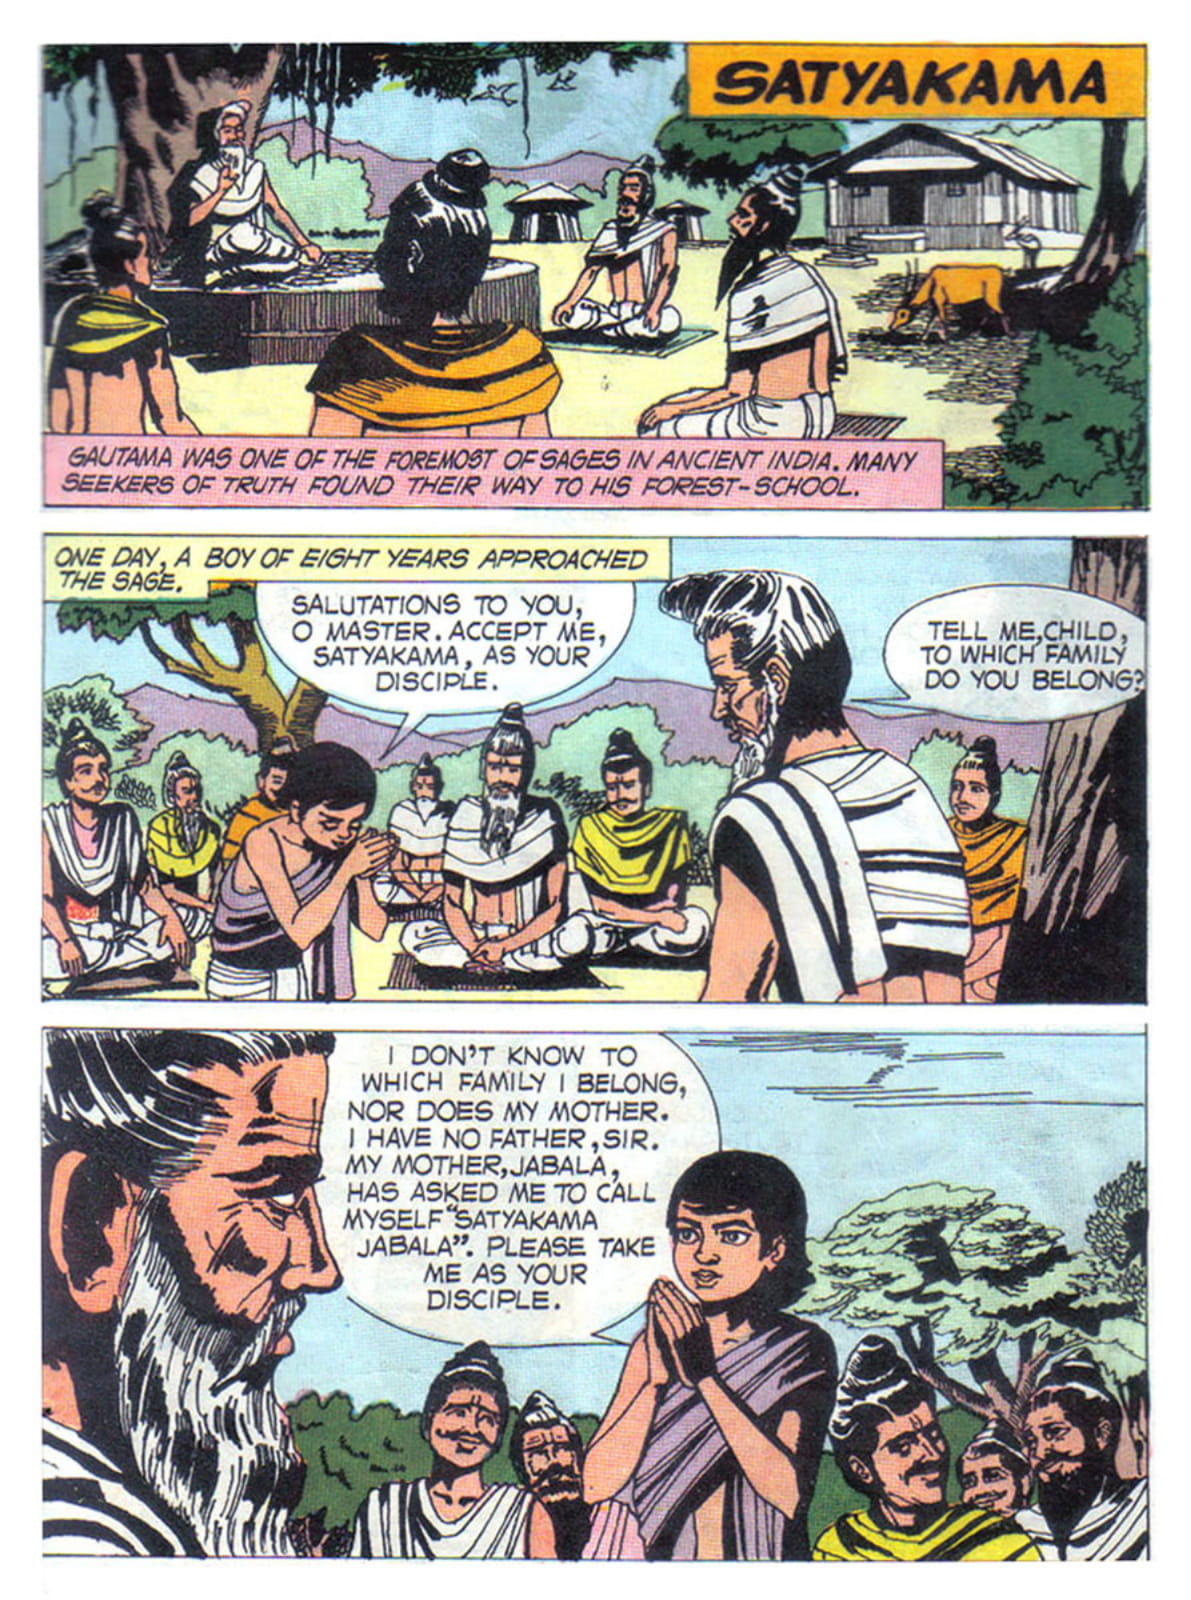 SATYAKAMA
GAUTAMA WAS ONE OF THE FOREMOST OF SAGES IN ANCIENT INDIA. MANY
SEEKERS OF TRUTH FOUND THEIR WAY TO HIS FOREST-SCHOOL.
ONE DAY, A BOY OF EIGHT YEARS APPROACHED
THE SAGE.
SALUTATIONS TO YOU,
O MASTER. ACCEPT ME,
SATYAKAMA, AS YOUR
DISCIPLE.
TELL ME, CHILD,
TO WHICH FAMILY
DO YOU BELONG?
I DON'T KNOW TO
WHICH FAMILY I BELONG,
NOR DOES MY MOTHER.
I HAVE NO FATHER, SIR.
MY MOTHER, JABALA,
HAS ASKED ME TO CALL
MYSELF "SATYAKAMA
JABALA". PLEASE TAKE
ME AS YOUR
DISCIPLE.